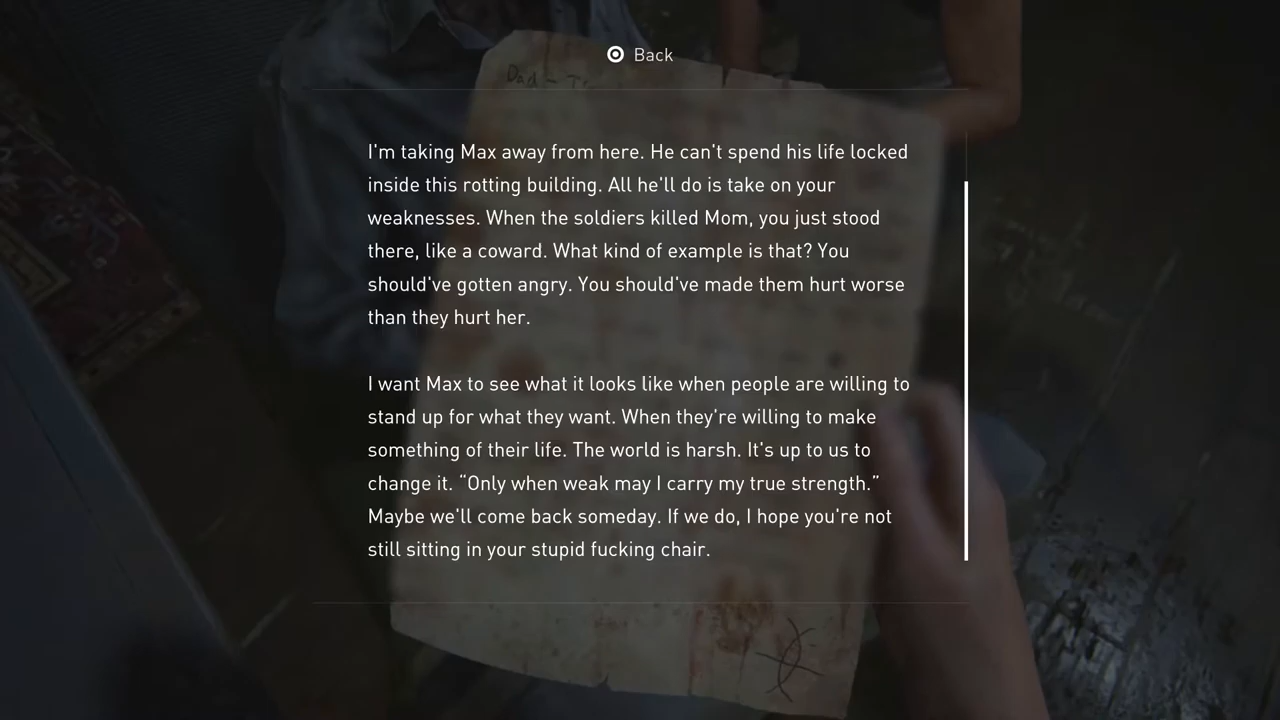 Back
Dad -
I'm taking Max away from here. He can't spend his life locked
inside this rotting building. All he'll do is take on your
weaknesses. When the soldiers killed Mom, you just stood
there, like a coward. What kind of example is that? You
should've gotten angry. You should've made them hurt worse
than they hurt her.
I want Max to see what it looks like when people are willing to
stand up for what they want. When they're willing to make
something of their life. The world is harsh. It's up to us to
change it. “Only when weak may I carry my true strength.”
Maybe we'll come back someday. If we do, I hope you're not
still sitting in your stupid fucking chair.